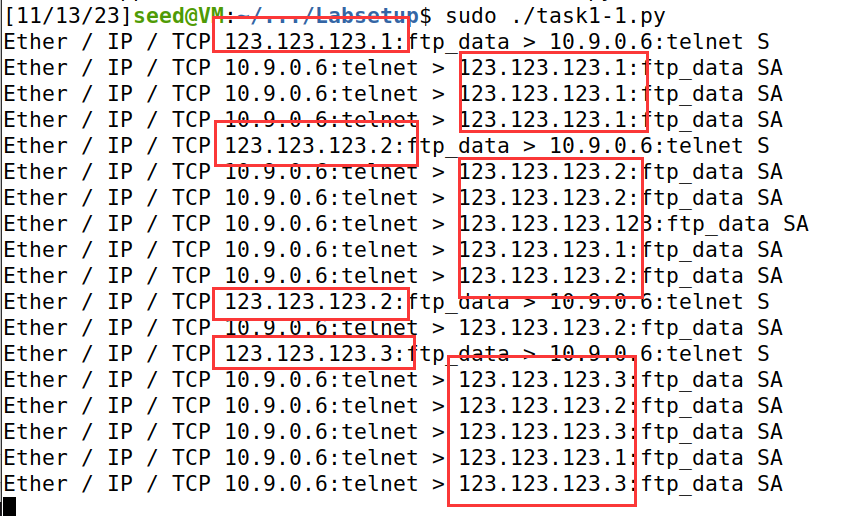 [11/13/23]seed@VM:~/.../Labsetup$ sudo ./task1-1.py
Ether / IP / TCP 123.123.123.1:ftp_data > 10.9.0.6:telnet S
Ether / IP / TCP 10.9.0.6:telnet > 123.123.123.1:ftp_data SA
Ether / IP / TCP 10.9.0.6:telnet > 123.123.123.1:ftp_data SA
Ether / IP / TCP 10.9.0.6:telnet > 123.123.123.1:ftp_data SA
Ether / IP / TCP 123.123.123.2:ftp_data > 10.9.0.6:telnet S
Ether / IP / TCP 10.9.0.6:telnet > 123.123.123.2:ftp_data SA
Ether / IP / TCP 10.9.0.6:telnet > 123.123.123.2:ftp_data SA
Ether / IP / TCP 10.9.0.6:telnet > 123.123.123.123:ftp_data SA
Ether / IP / TCP 10.9.0.6:telnet > 123.123.123.1:ftp_data SA
Ether / IP / TCP 10.9.0.6:telnet > 123.123.123.2:ftp_data SA
Ether / IP / TCP 123.123.123.2:ftp_data > 10.9.0.6:telnet S
Ether / IP / TCP 10.9.0.6:telnet > 123.123.123.2:ftp_data SA
Ether / IP / TCP 123.123.123.3:ftp_data > 10.9.0.6:telnet S
Ether / IP / TCP 10.9.0.6:telnet > 123.123.123.3:ftp_data SA
Ether / IP / TCP 10.9.0.6:telnet > 123.123.123.2:ftp_data SA
Ether / IP / TCP 10.9.0.6:telnet > 123.123.123.3:ftp_data SA
Ether / IP / TCP 10.9.0.6:telnet > 123.123.123.1:ftp_data SA
Ether / IP / TCP 10.9.0.6:telnet > 123.123.123.3:ftp_data SA